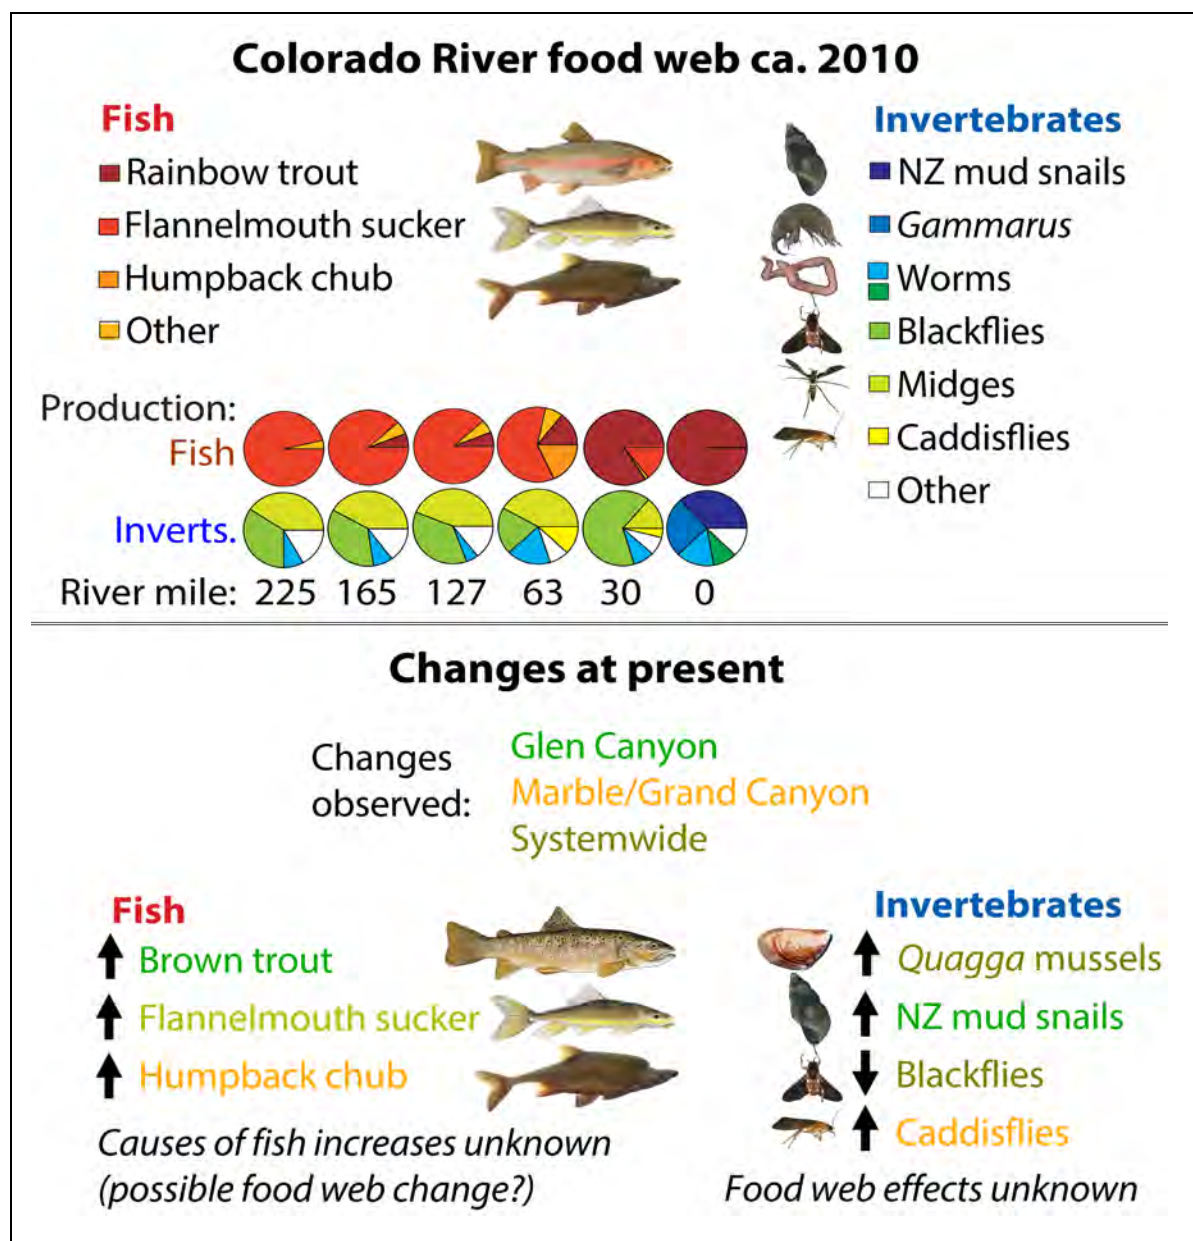 Colorado River food web ca. 2010
Fish
Rainbow trout
Flannelmouth sucker
Humpback chub
Other
Invertebrates
NZ mud snails
Gammarus
Worms
Blackflies
Midges
Caddisflies
Other
Production:
Fish
Inverts.
River mile: 225 165 127 63 30 0
Changes at present
Changes
observed:
Glen Canyon
Marble/Grand Canyon
Systemwide
Fish
Brown trout
Flannelmouth sucker
Humpback chub
Causes of fish increases unknown
(possible food web change?)
Invertebrates
Quagga mussels
NZ mud snails
Blackflies
Caddisflies
Food web effects unknown